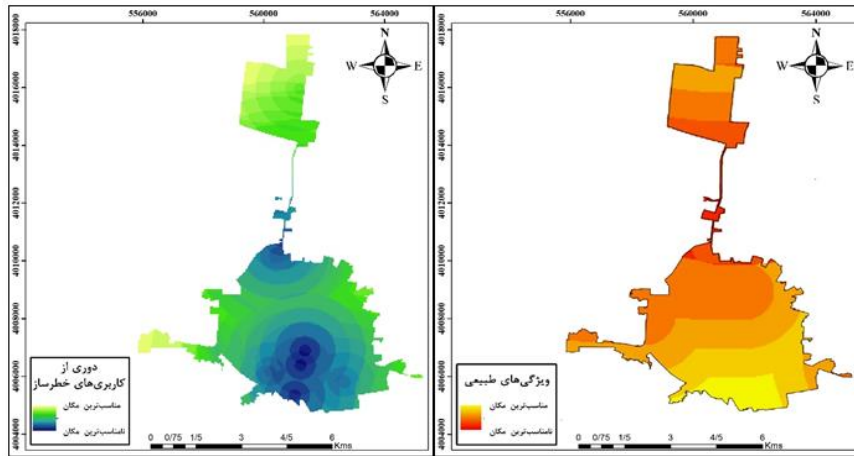 556000 560000 564000
4018000
4016000
4014000
4012000
4010000
4008000
4006000
4004000
N
W E
S
دوری از
کاربری‌های خطرساز
مناسب‌ترین مکان
نامناسب‌ترین مکان
0 0/75 1/5 3 4/5 6
Kms
556000 560000 564000
4018000
4016000
4014000
4012000
4010000
4008000
4006000
4004000
N
W E
S
ویژگی‌های طبیعی
مناسب‌ترین مکان
نامناسب‌ترین مکان
0 0/75 1/5 3 4/5 6
Kms